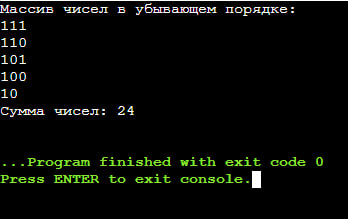 Массив чисел в убывающем порядке:
111
110
101
100
10
Сумма чисел: 24
...Program finished with exit code 0
Press ENTER to exit console.